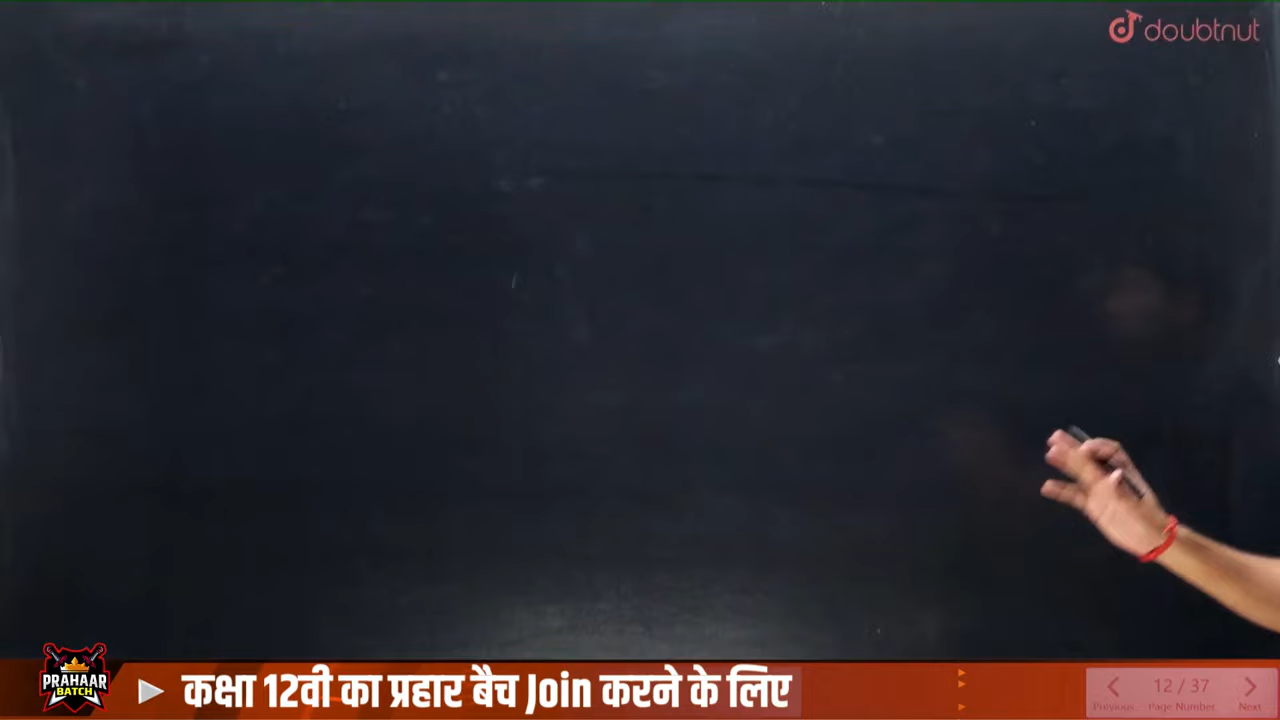 doubtnut
PRAHAAR
BATCH
कक्षा 12वी का प्रहार बैच Join करने के लिए
12 / 37
Previous Page Number Next